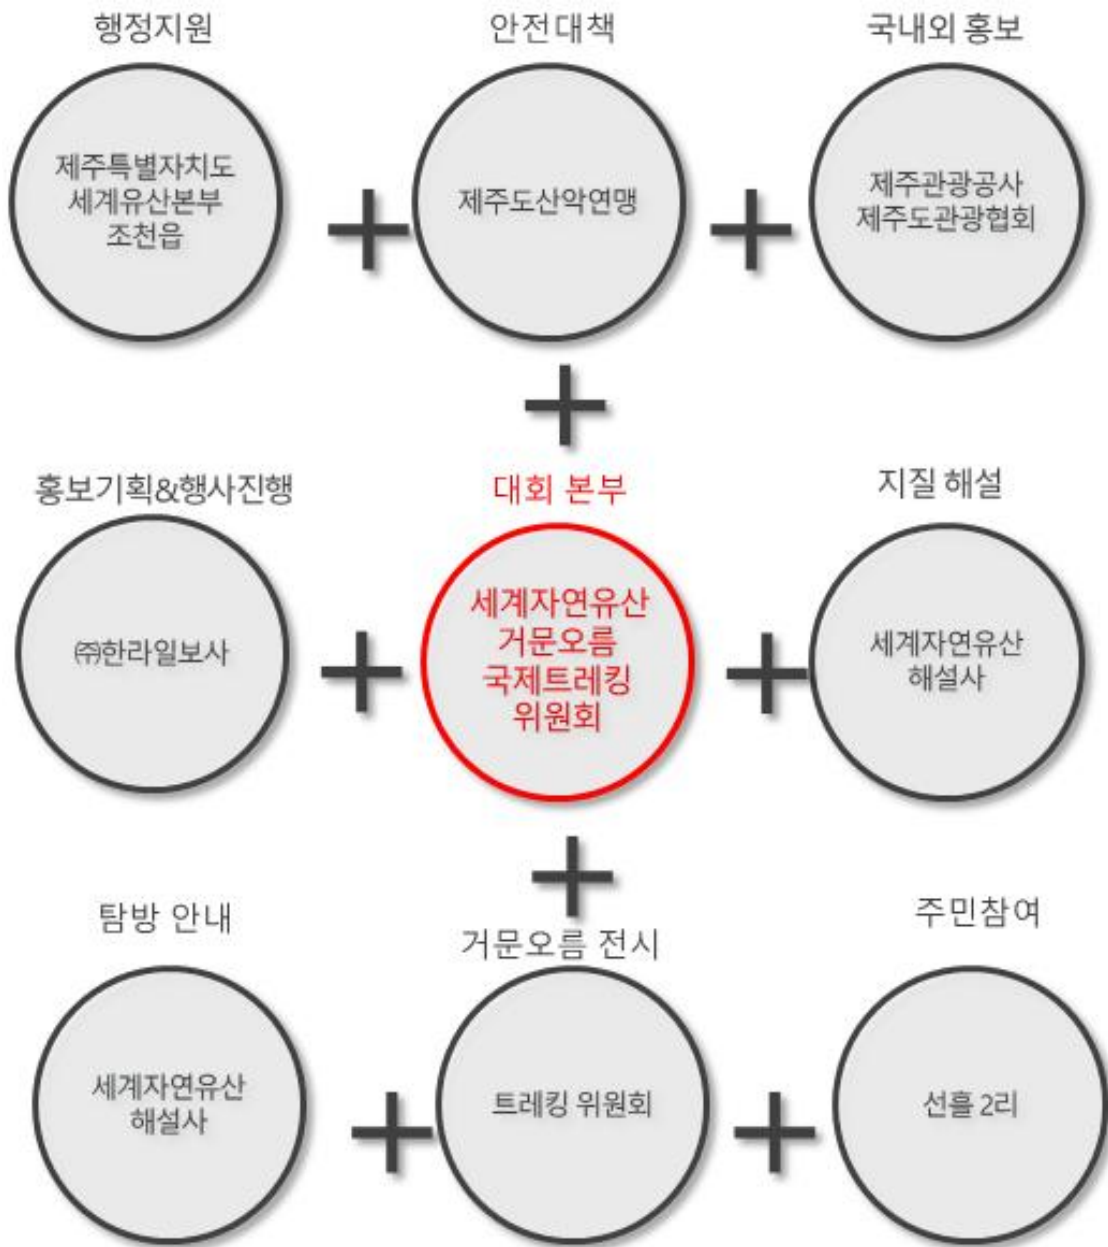 행정지원
제주특별자치도
세계유산본부
조천읍
안전대책
제주도산악연맹
국내외 홍보
제주관광공사
제주도관광협회
홍보기획&행사진행
㈜한라일보사
대회 본부
세계자연유산
거문오름
국제트레킹
위원회
지질 해설
세계자연유산
해설사
탐방 안내
세계자연유산
해설사
거문오름 전시
트레킹 위원회
주민참여
선흘 2리